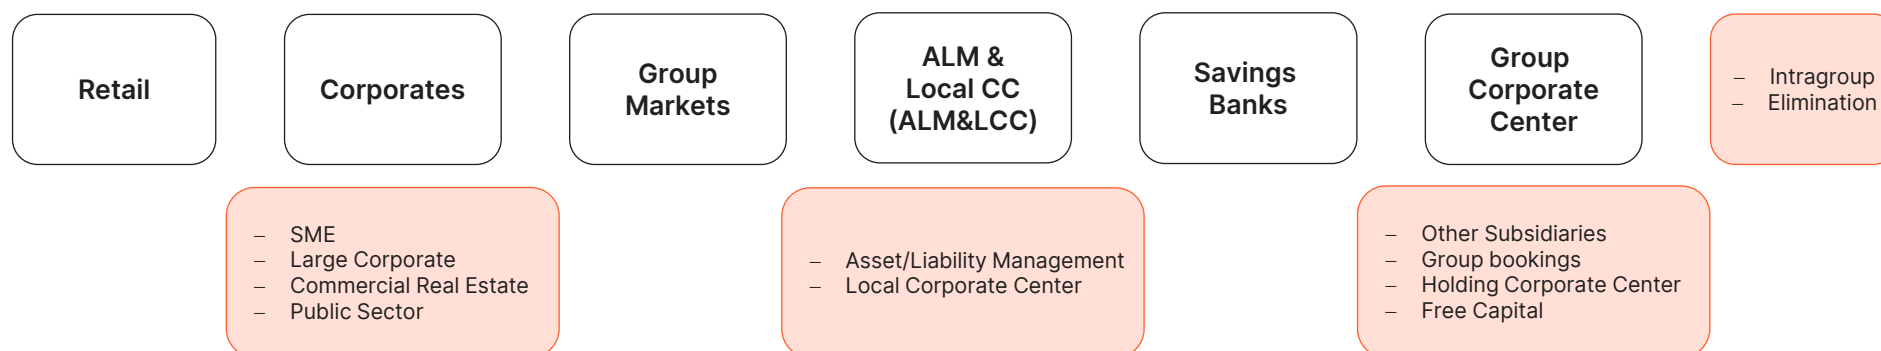 Retail
Corporates
Group
Markets
ALM &
Local CC
(ALM&LCC)
Savings
Banks
Group
Corporate
Center
– Intragroup
– Elimination
– SME
– Large Corporate
– Commercial Real Estate
– Public Sector
– Asset/Liability Management
– Local Corporate Center
– Other Subsidiaries
– Group bookings
– Holding Corporate Center
– Free Capital